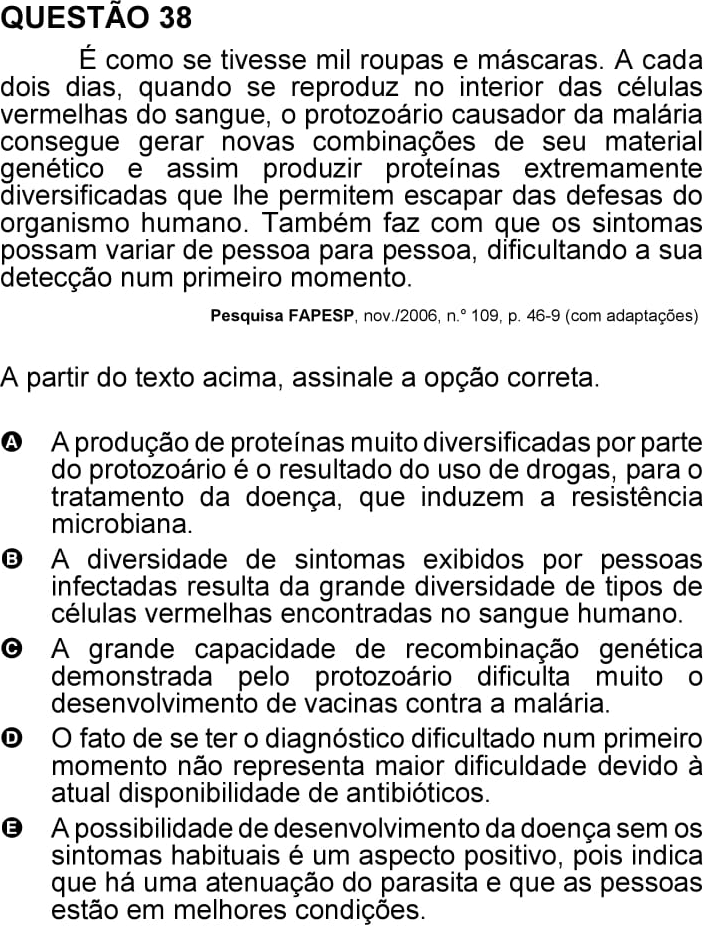 QUESTÃO 38
É como se tivesse mil roupas e máscaras. A cada
dois dias, quando se reproduz no interior das células
vermelhas do sangue, o protozoário causador da malária
consegue gerar novas combinações de seu material
genético e assim produzir proteínas extremamente
diversificadas que lhe permitem escapar das defesas do
organismo humano. Também faz com que os sintomas
possam variar de pessoa para pessoa, dificultando a sua
detecção num primeiro momento.
Pesquisa FAPESP, nov./2006, n.º 109, p. 46-9 (com adaptações)
A partir do texto acima, assinale a opção correta.
A A produção de proteínas muito diversificadas por parte
do protozoário é o resultado do uso de drogas, para o
tratamento da doença, que induzem a resistência
microbiana.
B A diversidade de sintomas exibidos por pessoas
infectadas resulta da grande diversidade de tipos de
células vermelhas encontradas no sangue humano.
C A grande capacidade de recombinação genética
demonstrada pelo protozoário dificulta muito o
desenvolvimento de vacinas contra a malária.
D O fato de se ter o diagnóstico dificultado num primeiro
momento não representa maior dificuldade devido à
atual disponibilidade de antibióticos.
E A possibilidade de desenvolvimento da doença sem os
sintomas habituais é um aspecto positivo, pois indica
que há uma atenuação do parasita e que as pessoas
estão em melhores condições.